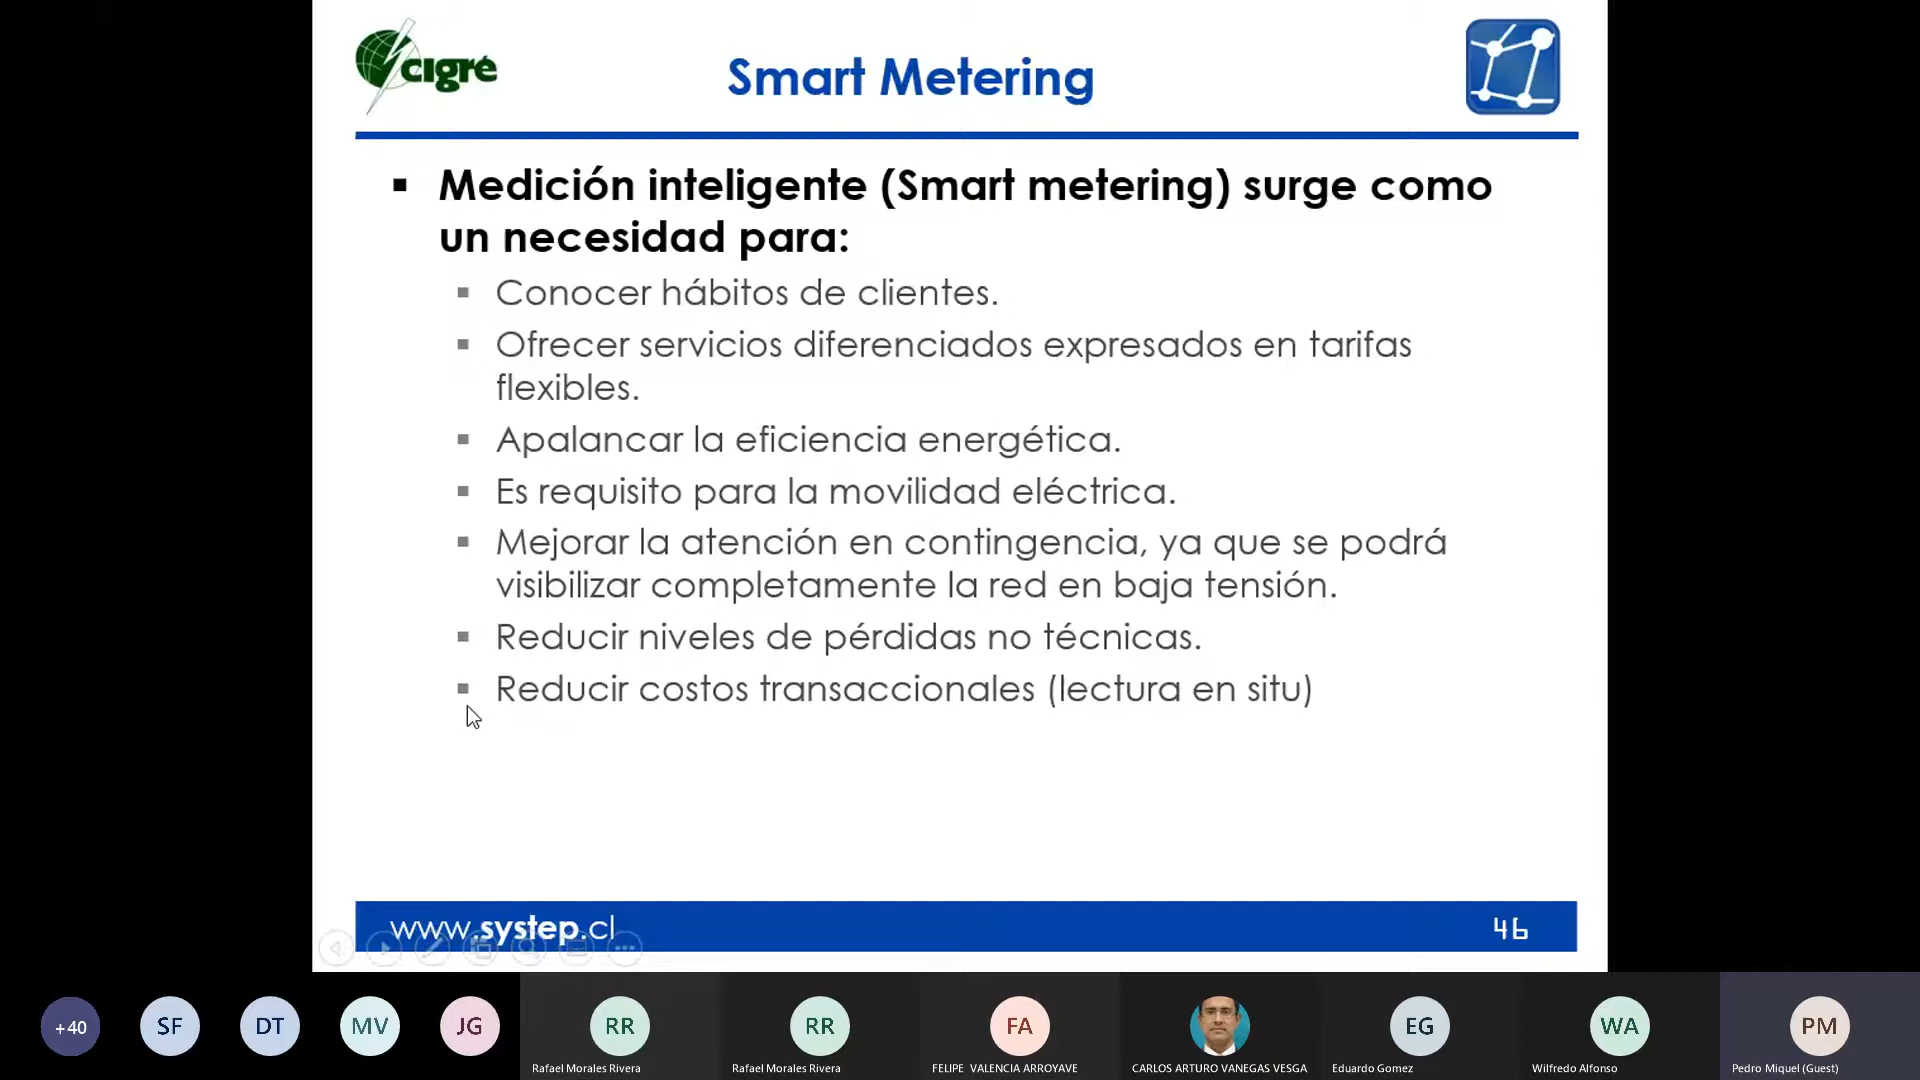 cigré
Smart Metering
Medición inteligente (Smart metering) surge como
un necesidad para:
Conocer hábitos de clientes.
Ofrecer servicios diferenciados expresados en tarifas
flexibles.
Apalancar la eficiencia energética.
Es requisito para la movilidad eléctrica.
Mejorar la atención en contingencia, ya que se podrá
visibilizar completamente la red en baja tensión.
Reducir niveles de pérdidas no técnicas.
Reducir costos transaccionales (lectura en situ)
www.systep.cl
46
+40 SF DT MV JG RR RR FA EG WA PM
Rafael Morales Rivera Rafael Morales Rivera FELIPE VALENCIA ARROYAVE CARLOS ARTURO VANEGAS VESGA Eduardo Gomez Wilfredo Alfonso Pedro Miquel (Guest)